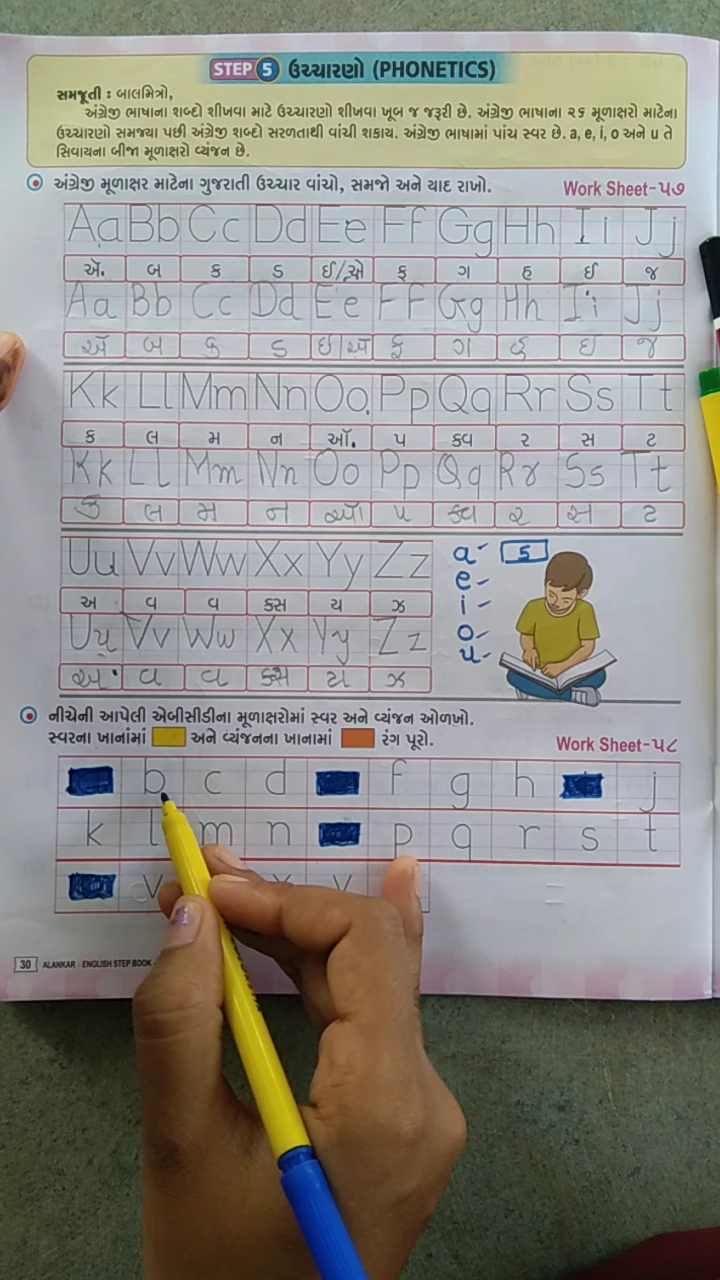 STEP 5 ઉચ્ચારણો (PHONETICS)
સમજૂતી : બાલમિત્રો,
અંગ્રેજી ભાષાના શબ્દો શીખવા માટે ઉચ્ચારણો શીખવા ખૂબ જ જરૂરી છે. અંગ્રેજી ભાષાના ૨૬ મૂળાક્ષરો માટેના
ઉચ્ચારણો સમજ્યા પછી અંગ્રેજી શબ્દો સરળતાથી વાંચી શકાય. અંગ્રેજી ભાષામાં પાંચ સ્વર છે. a, e, i, o અને u તે
સિવાયના બીજા મૂળાક્ષરો વ્યંજન છે.
અંગ્રેજી મૂળાક્ષર માટેના ગુજરાતી ઉચ્ચાર વાંચો, સમજો અને યાદ રાખો. Work Sheet-૫૭
Aa Bb Cc Dd Ee Ff Gg Hh Ii Jj
ઍ. બ ક ડ ઈ/એ ફ ગ હ ઈ જ
Aa Bb Cc Dd Ee Ff Gg Hh Ii Jj
ઍ બ ક ડ ઈ/એ ફ ગ હ ઇ જ
Kk Ll Mm Nn Oo Pp Qq Rr Ss Tt
ક લ મ ન ઑ. પ ક્વ ર સ ટ
Kk Ll Mm Nn Oo Pp Qq Rr Ss Tt
ક લ મ ન ઑ પ ક્વ ર સ ટ
Uu Vv Ww Xx Yy Zz
અ વ વ ક્સ ય ઝ
Uu Vv Ww Xx Yy Zz
અ વ વ ક્સ ય ઝ
a- 5
e-
i-
o-
u-
નીચેની આપેલી એબીસીડીના મૂળાક્ષરોમાં સ્વર અને વ્યંજન ઓળખો.
સ્વરના ખાનાંમાં અને વ્યંજનના ખાનામાં રંગ પૂરો. Work Sheet-૫૮
b c d f g h j
k l m n p q r s t
v x y
30 ALANKAR - ENGLISH STEP BOOK -